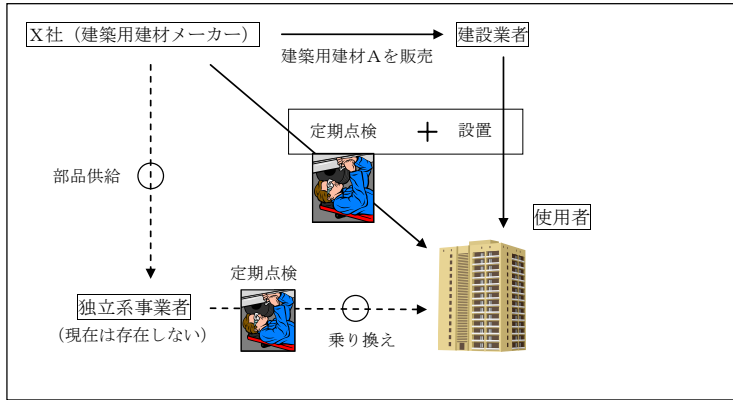 X社（建築用建材メーカー）
建設業者
建築用建材Aを販売
定期点検 ＋ 設置
部品供給
使用者
定期点検
独立系事業者
（現在は存在しない）
乗り換え